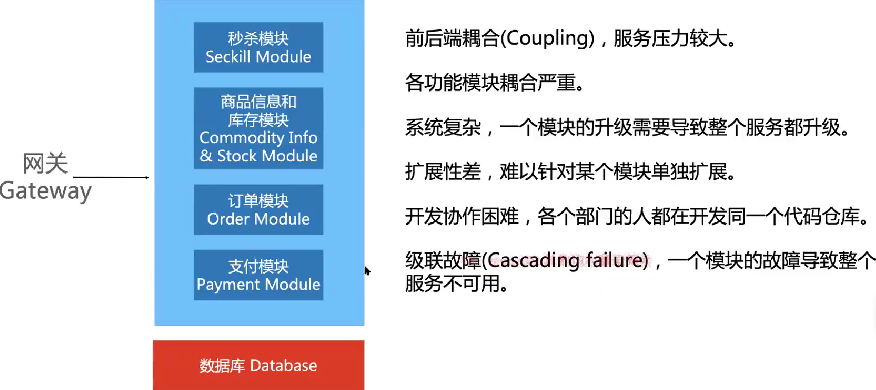 秒杀模块
Seckill Module
商品信息和
库存模块
Commodity Info
& Stock Module
订单模块
Order Module
支付模块
Payment Module
网关
Gateway
数据库 Database
前后端耦合(Coupling)，服务压力较大。
各功能模块耦合严重。
系统复杂，一个模块的升级需要导致整个服务都升级。
扩展性差，难以针对某个模块单独扩展。
开发协作困难，各个部门的人都在开发同一个代码仓库。
级联故障(Cascading failure)，一个模块的故障导致整个
服务不可用。